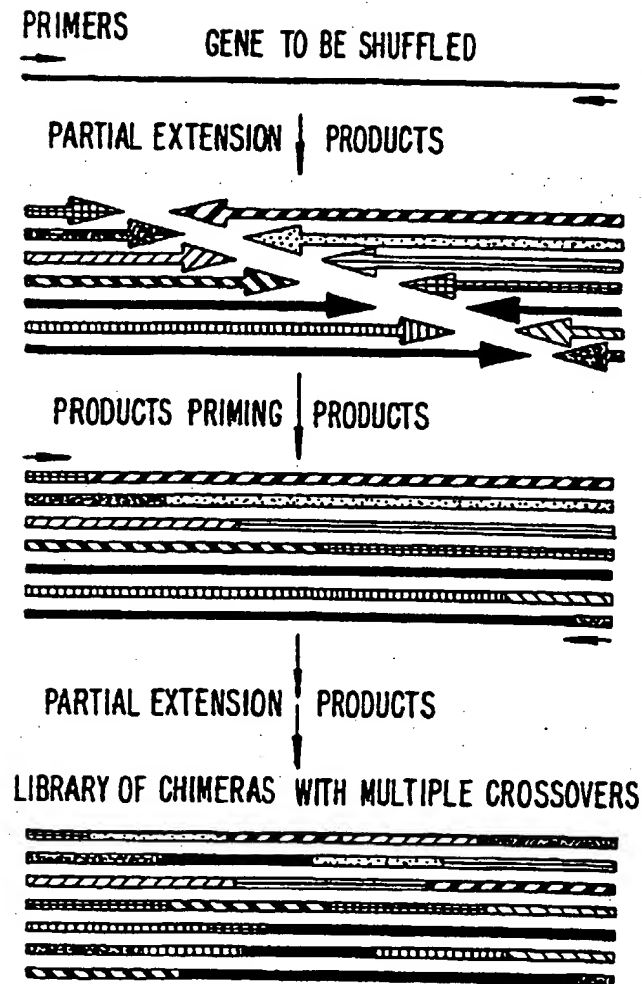 PRIMERS
GENE TO BE SHUFFLED
PARTIAL EXTENSION PRODUCTS
PRODUCTS PRIMING PRODUCTS
PARTIAL EXTENSION PRODUCTS
LIBRARY OF CHIMERAS WITH MULTIPLE CROSSOVERS